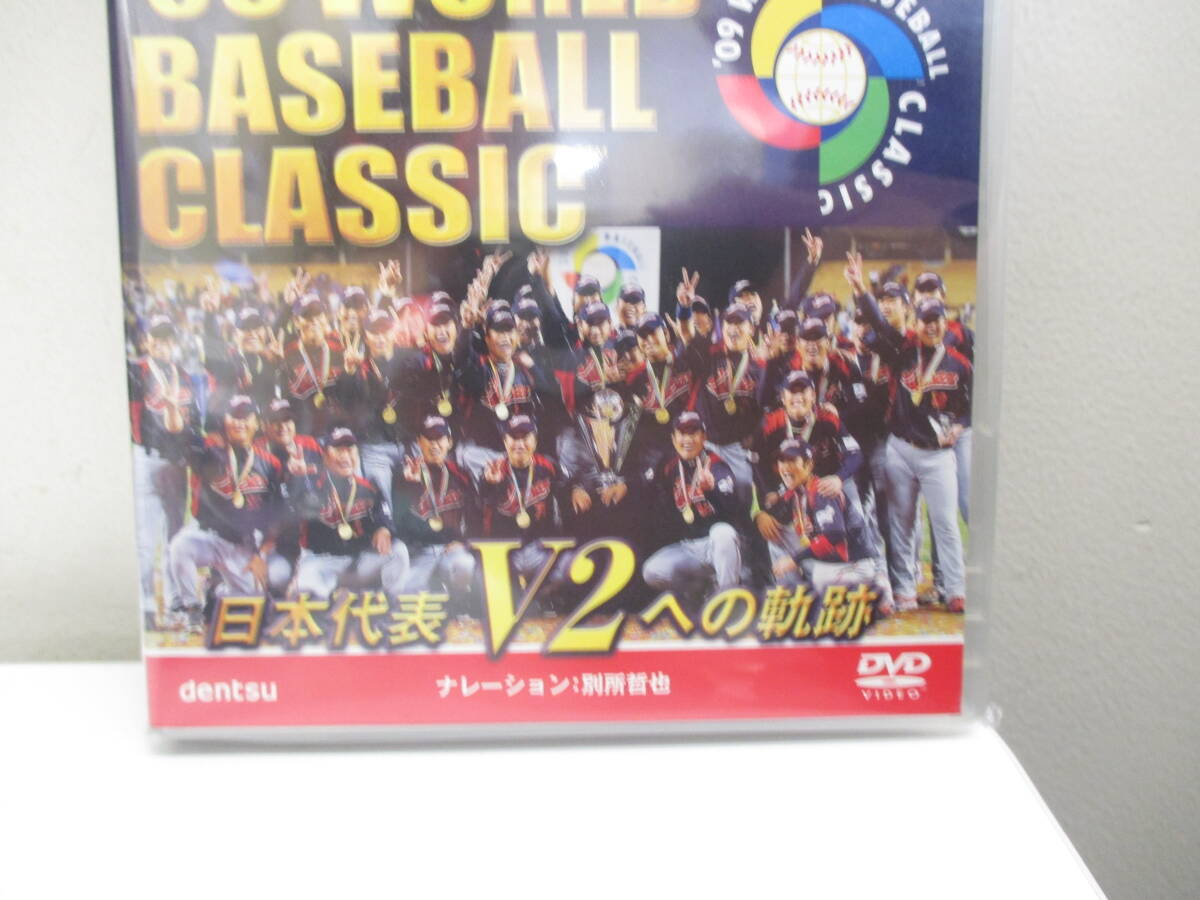 WORLD
BASEBALL
CLASSIC
BASEBALL CLASSIC
日本代表 V2への軌跡
dentsu
ナレーション:別所哲也
DVD
VIDEO